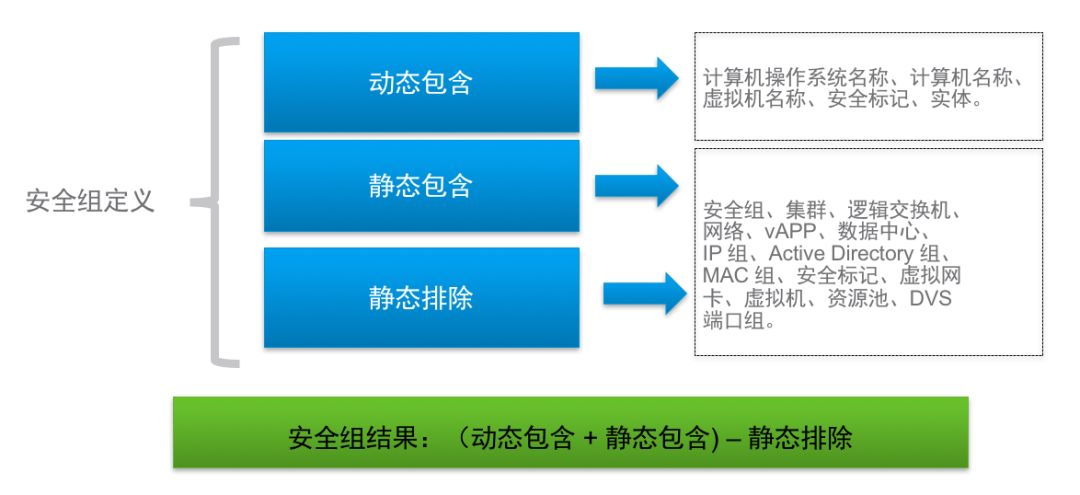 动态包含
计算机操作系统名称、计算机名称、
虚拟机名称、安全标记、实体。
安全组定义
静态包含
静态排除
安全组、集群、逻辑交换机、
网络、vAPP、数据中心、
IP 组、Active Directory 组、
MAC 组、安全标记、虚拟网
卡、虚拟机、资源池、DVS
端口组。
安全组结果：（动态包含 + 静态包含) – 静态排除